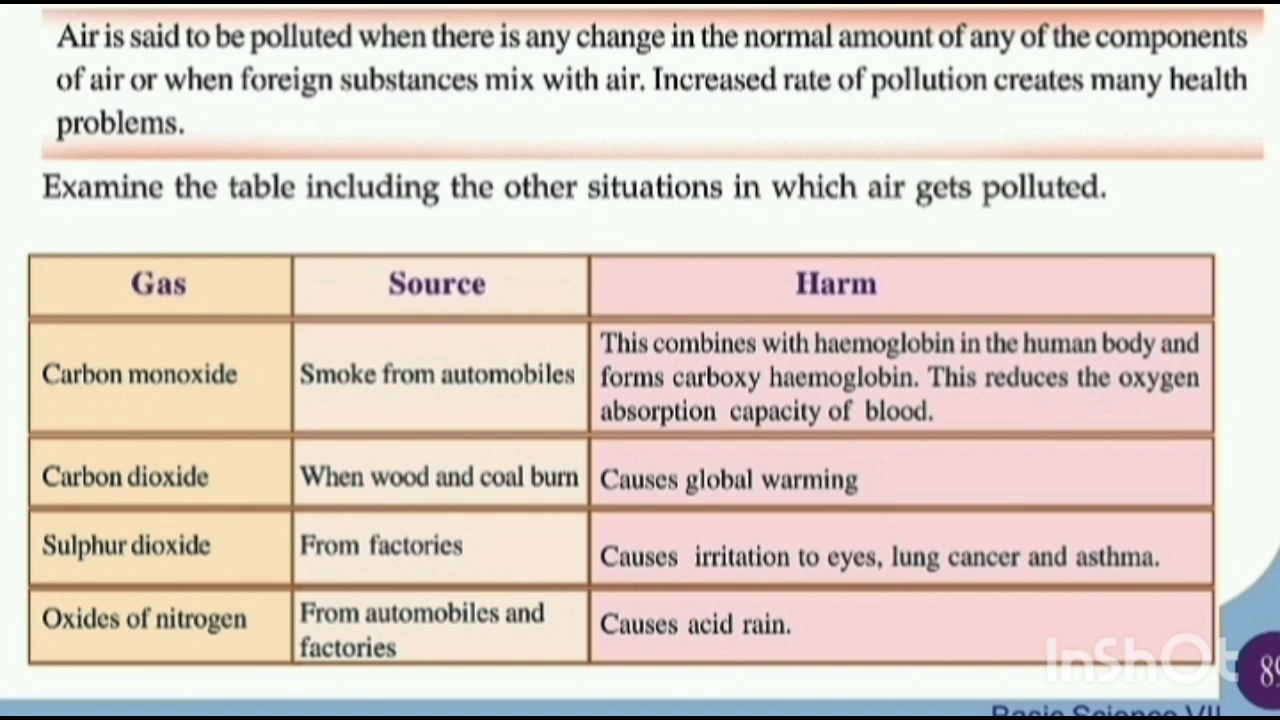 Air is said to be polluted when there is any change in the normal amount of any of the components
of air or when foreign substances mix with air. Increased rate of pollution creates many health
problems.
Examine the table including the other situations in which air gets polluted.
Gas Source Harm
Carbon monoxide
Smoke from automobiles
This combines with haemoglobin in the human body and
forms carboxy haemoglobin. This reduces the oxygen
absorption capacity of blood.
Carbon dioxide
When wood and coal burn
Causes global warming
Sulphur dioxide
From factories
Causes irritation to eyes, lung cancer and asthma.
Oxides of nitrogen
From automobiles and
factories
Causes acid rain.
InShOt
89
Basic Science VII